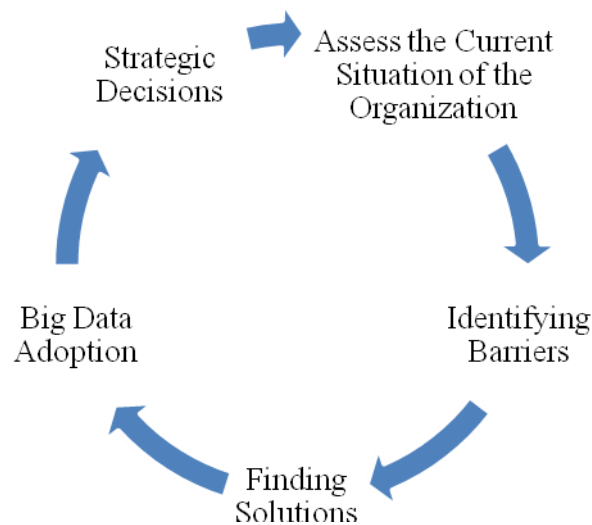 Strategic
Decisions
Assess the Current
Situation of the
Organization
Identifying
Barriers
Finding
Solutions
Big Data
Adoption